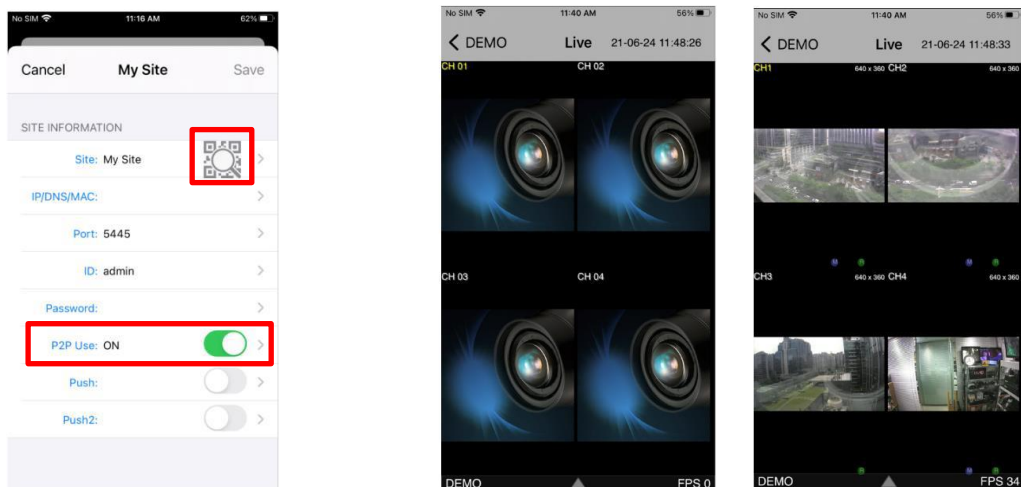 No SIM 11:16 AM 62%
Cancel My Site Save
SITE INFORMATION
Site: My Site
IP/DNS/MAC:
Port: 5445
ID: admin
Password:
P2P Use: ON
Push:
Push2:
No SIM 11:40 AM 56%
DEMO Live 21-06-24 11:48:26
CH 01 CH 02
CH 03 CH 04
DEMO FPS 0
No SIM 11:40 AM 56%
DEMO Live 21-06-24 11:48:33
CH1 640 x 360 CH2 640 x 360
CH3 640 x 360 CH4 640 x 360
DEMO FPS 34